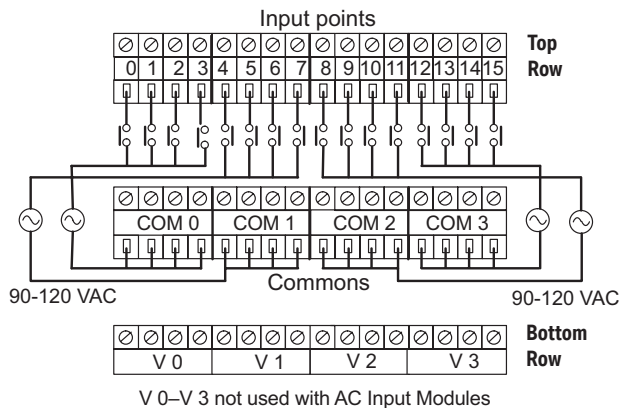 Input points
Top
Row
0 1 2 3 4 5 6 7 8 9 10 11 12 13 14 15
COM 0 COM 1 COM 2 COM 3
Commons
90-120 VAC 90-120 VAC
Bottom
Row
V 0 V 1 V 2 V 3
V 0–V 3 not used with AC Input Modules